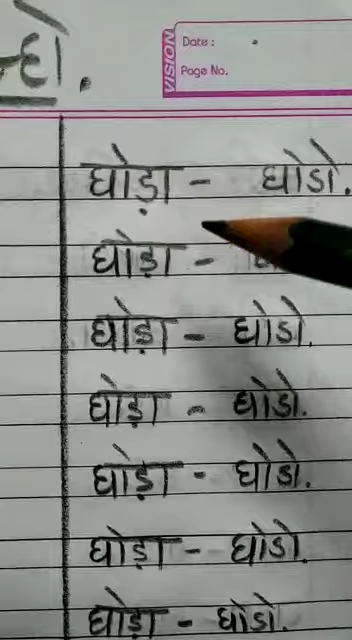 હો.
VISION
Date :
Page No.
घोड़ा - ઘોડો.
घोड़ा -
घोड़ा - ઘોડો.
घोड़ा - ઘોડો.
घोड़ा - ઘોડો.
घोड़ा - ઘોડો.
घोड़ा - ઘોડો.